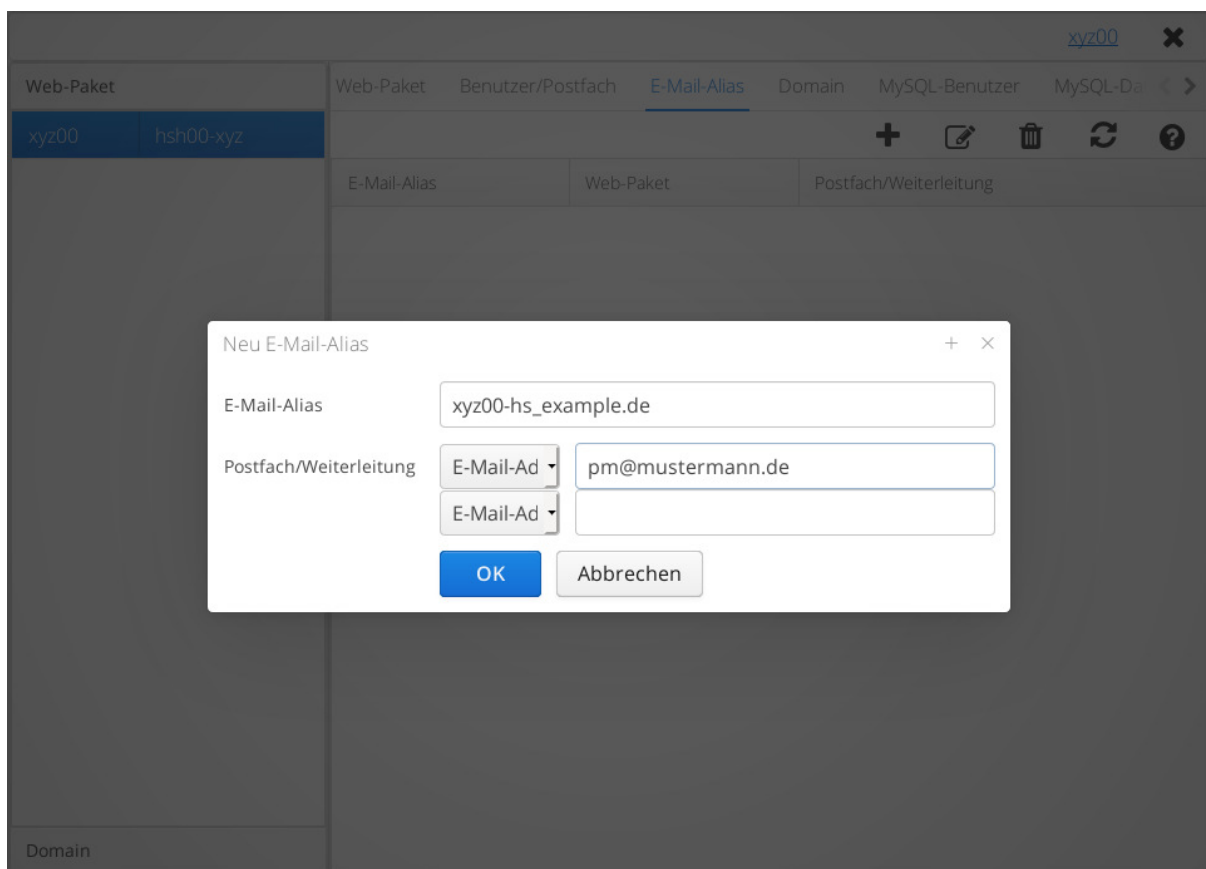 xyz00
Web-Paket
Web-Paket Benutzer/Postfach E-Mail-Alias Domain MySQL-Benutzer MySQL-Da
xyz00 hsh00-xyz
E-Mail-Alias Web-Paket Postfach/Weiterleitung
Neu E-Mail-Alias
E-Mail-Alias xyz00-hs_example.de
Postfach/Weiterleitung E-Mail-Ad pm@mustermann.de
E-Mail-Ad
OK Abbrechen
Domain